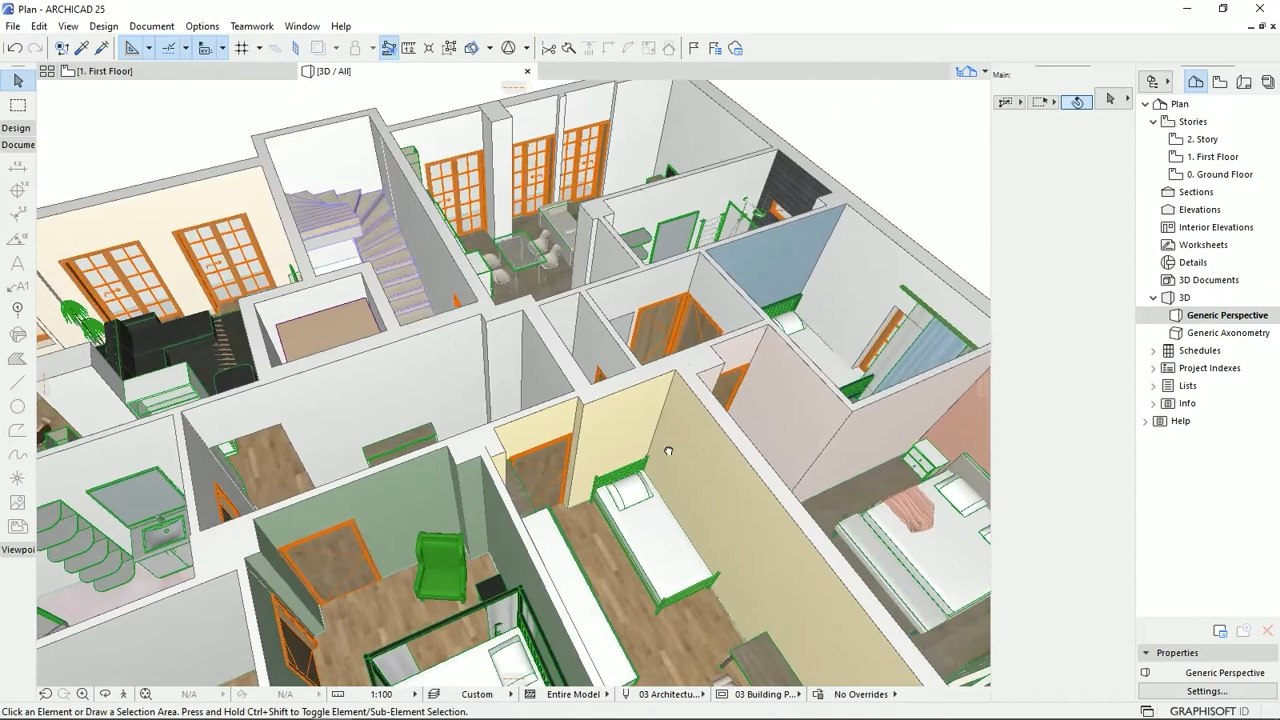 Plan - ARCHICAD 25
File Edit View Design Document Options Teamwork Window Help
[1. First Floor]
[3D / All]
Main:
Design
Docume
Viewpoi
Plan
Stories
2. Story
1. First Floor
0. Ground Floor
Sections
Elevations
Interior Elevations
Worksheets
Details
3D Documents
3D
Generic Perspective
Generic Axonometry
Schedules
Project Indexes
Lists
Info
Help
Properties
Generic Perspective
Settings...
N/A
N/A
1:100
Custom
Entire Model
03 Architectu...
03 Building P...
No Overrides
Click an Element or Draw a Selection Area. Press and Hold Ctrl+Shift to Toggle Element/Sub-Element Selection.
GRAPHISOFT ID